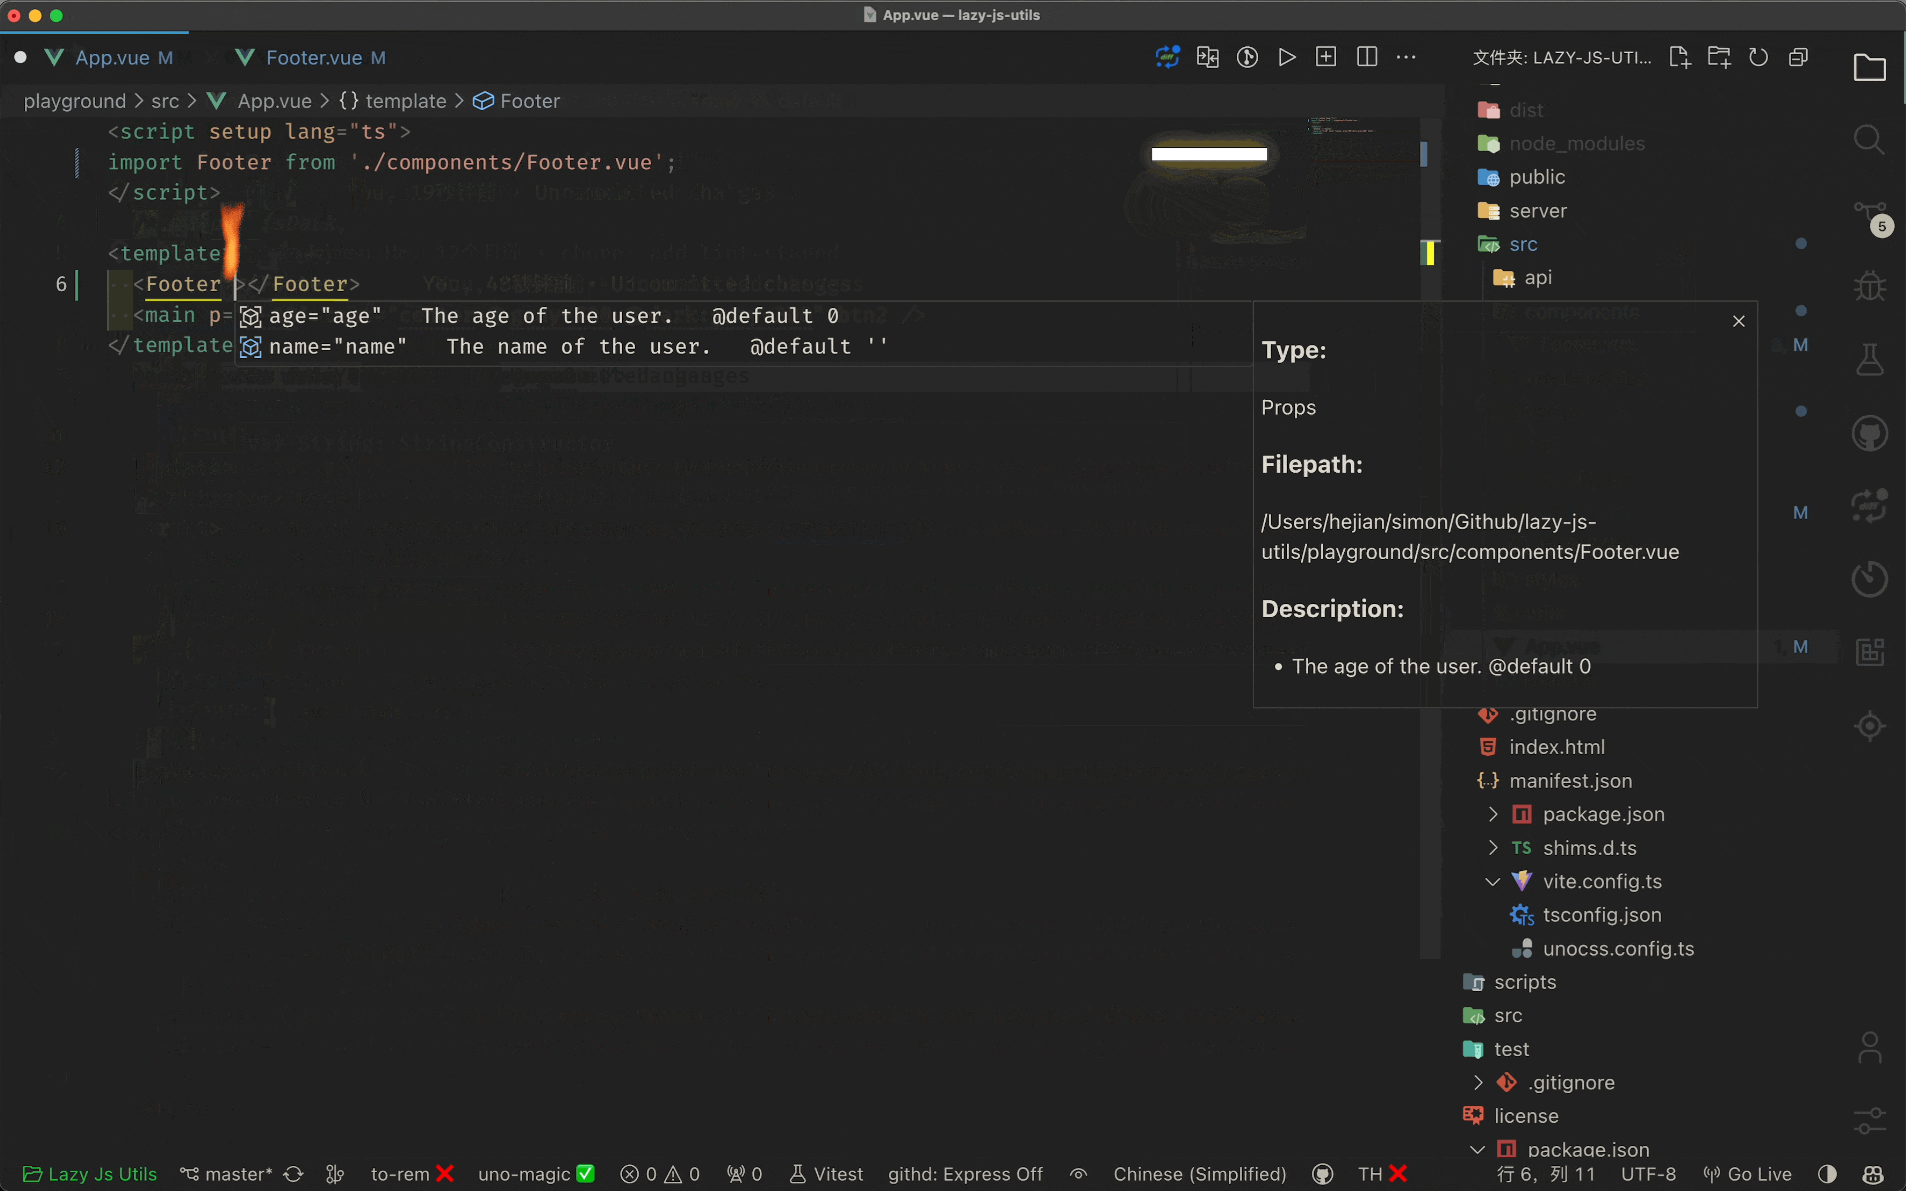 App.vue — lazy-js-utils
App.vue M
Footer.vue M
playground > src > App.vue > {} template > Footer
<script setup lang="ts">
import Footer from './components/Footer.vue';
</script>
<template
6 <Footer ></Footer>
<main p=
age="age" The age of the user. @default 0
name="name" The name of the user. @default ''
</template
Type:
Props
Filepath:
/Users/hejian/simon/Github/lazy-js-
utils/playground/src/components/Footer.vue
Description:
• The age of the user. @default 0
文件夹: LAZY-JS-UTI...
dist
node_modules
public
server
src
api
components
M
M
App.vue 1, M
.gitignore
index.html
manifest.json
package.json
TS shims.d.ts
vite.config.ts
tsconfig.json
unocss.config.ts
scripts
src
test
.gitignore
license
package.json
5
Lazy Js Utils master* to-rem ❌ uno-magic ✅ 0 0 0 Vitest githd: Express Off Chinese (Simplified) TH ❌ 行 6，列 11 UTF-8 Go Live